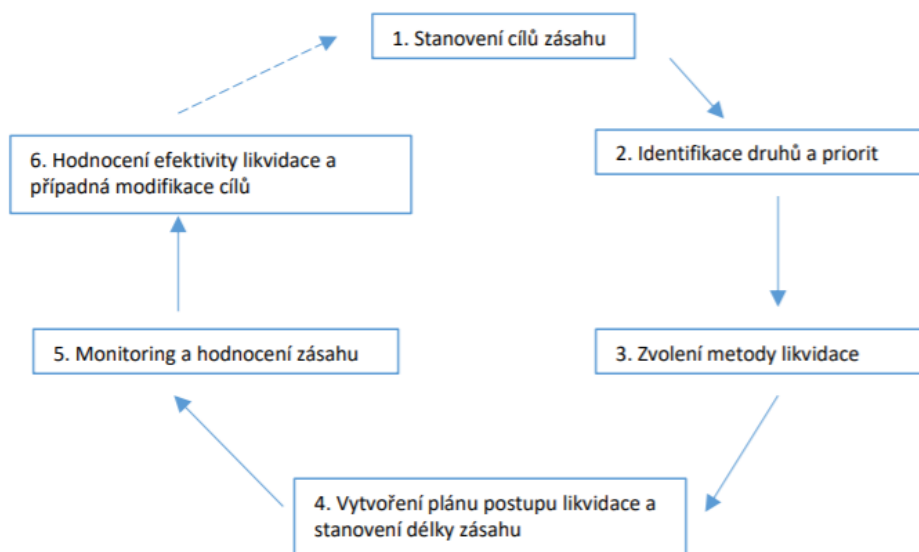 1. Stanovení cílů zásahu
2. Identifikace druhů a priorit
3. Zvolení metody likvidace
4. Vytvoření plánu postupu likvidace a
stanovení délky zásahu
5. Monitoring a hodnocení zásahu
6. Hodnocení efektivity likvidace a
případná modifikace cílů